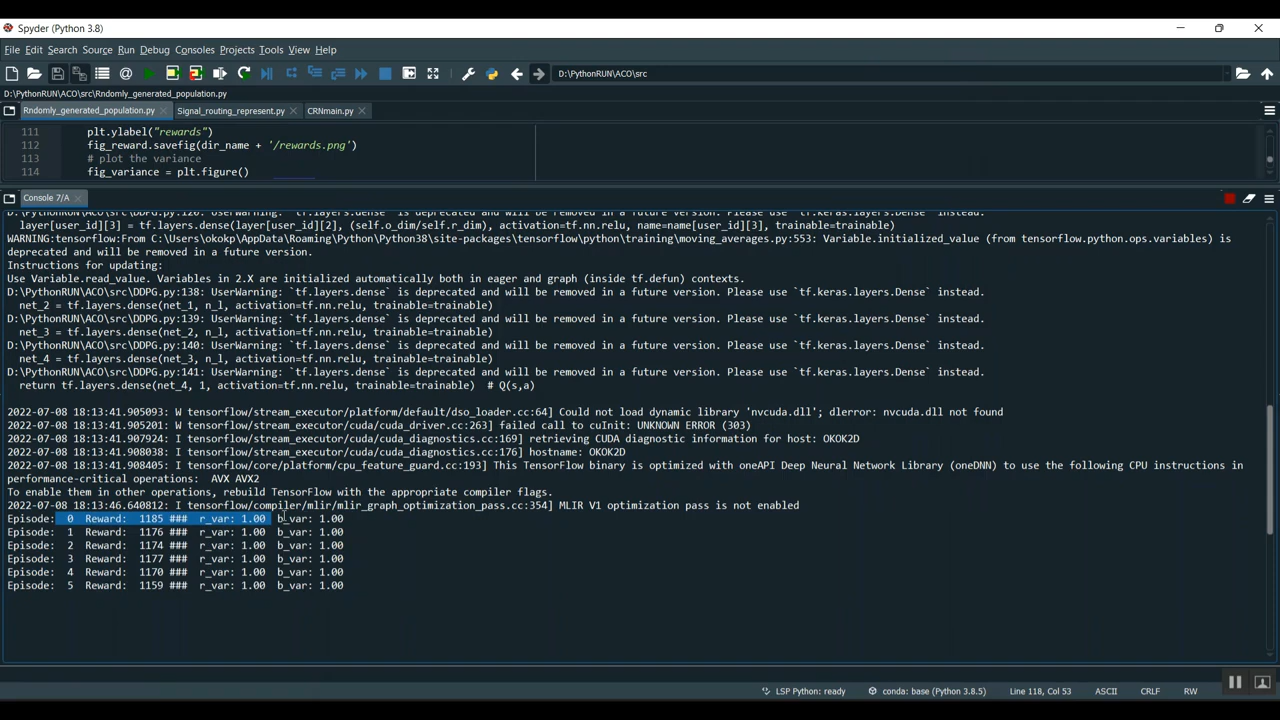 Spyder (Python 3.8)
File Edit Search Source Run Debug Consoles Projects Tools View Help
D:\PythonRUN\ACO\src
D:\PythonRUN\ACO\src\Rndomly_generated_population.py
Rndomly_generated_population.py Signal_routing_represent.py CRNmain.py
111 plt.ylabel("rewards")
112 fig_reward.savefig(dir_name + '/rewards.png')
113 # plot the variance
114 fig_variance = plt.figure()
Console 7/A
D:\PythonRUN\ACO\src\DDPG.py:126: UserWarning: `tf.layers.dense` is deprecated and will be removed in a future version. Please use `tf.keras.layers.Dense` instead.
layer[user_id][3] = tf.layers.dense(layer[user_id][2], (self.o_dim/self.r_dim), activation=tf.nn.relu, name=name[user_id][3], trainable=trainable)
WARNING:tensorflow:From C:\Users\okokp\AppData\Roaming\Python\Python38\site-packages\tensorflow\python\training\moving_averages.py:553: Variable.initialized_value (from tensorflow.python.ops.variables) is
deprecated and will be removed in a future version.
Instructions for updating:
Use Variable.read_value. Variables in 2.X are initialized automatically both in eager and graph (inside tf.defun) contexts.
D:\PythonRUN\ACO\src\DDPG.py:138: UserWarning: `tf.layers.dense` is deprecated and will be removed in a future version. Please use `tf.keras.layers.Dense` instead.
net_2 = tf.layers.dense(net_1, n_l, activation=tf.nn.relu, trainable=trainable)
D:\PythonRUN\ACO\src\DDPG.py:139: UserWarning: `tf.layers.dense` is deprecated and will be removed in a future version. Please use `tf.keras.layers.Dense` instead.
net_3 = tf.layers.dense(net_2, n_l, activation=tf.nn.relu, trainable=trainable)
D:\PythonRUN\ACO\src\DDPG.py:140: UserWarning: `tf.layers.dense` is deprecated and will be removed in a future version. Please use `tf.keras.layers.Dense` instead.
net_4 = tf.layers.dense(net_3, n_l, activation=tf.nn.relu, trainable=trainable)
D:\PythonRUN\ACO\src\DDPG.py:141: UserWarning: `tf.layers.dense` is deprecated and will be removed in a future version. Please use `tf.keras.layers.Dense` instead.
return tf.layers.dense(net_4, 1, activation=tf.nn.relu, trainable=trainable) # Q(s,a)
2022-07-08 18:13:41.905093: W tensorflow/stream_executor/platform/default/dso_loader.cc:64] Could not load dynamic library 'nvcuda.dll'; dlerror: nvcuda.dll not found
2022-07-08 18:13:41.905201: W tensorflow/stream_executor/cuda/cuda_driver.cc:263] failed call to cuInit: UNKNOWN ERROR (303)
2022-07-08 18:13:41.907924: I tensorflow/stream_executor/cuda/cuda_diagnostics.cc:169] retrieving CUDA diagnostic information for host: OKOK2D
2022-07-08 18:13:41.908038: I tensorflow/stream_executor/cuda/cuda_diagnostics.cc:176] hostname: OKOK2D
2022-07-08 18:13:41.908405: I tensorflow/core/platform/cpu_feature_guard.cc:193] This TensorFlow binary is optimized with oneAPI Deep Neural Network Library (oneDNN) to use the following CPU instructions in
performance-critical operations: AVX AVX2
To enable them in other operations, rebuild TensorFlow with the appropriate compiler flags.
2022-07-08 18:13:46.640812: I tensorflow/compiler/mlir/mlir_graph_optimization_pass.cc:354] MLIR V1 optimization pass is not enabled
Episode: 0 Reward: 1185 ### r_var: 1.00 b_var: 1.00
Episode: 1 Reward: 1176 ### r_var: 1.00 b_var: 1.00
Episode: 2 Reward: 1174 ### r_var: 1.00 b_var: 1.00
Episode: 3 Reward: 1177 ### r_var: 1.00 b_var: 1.00
Episode: 4 Reward: 1170 ### r_var: 1.00 b_var: 1.00
Episode: 5 Reward: 1159 ### r_var: 1.00 b_var: 1.00
LSP Python: ready conda: base (Python 3.8.5) Line 118, Col 53 ASCII CRLF RW